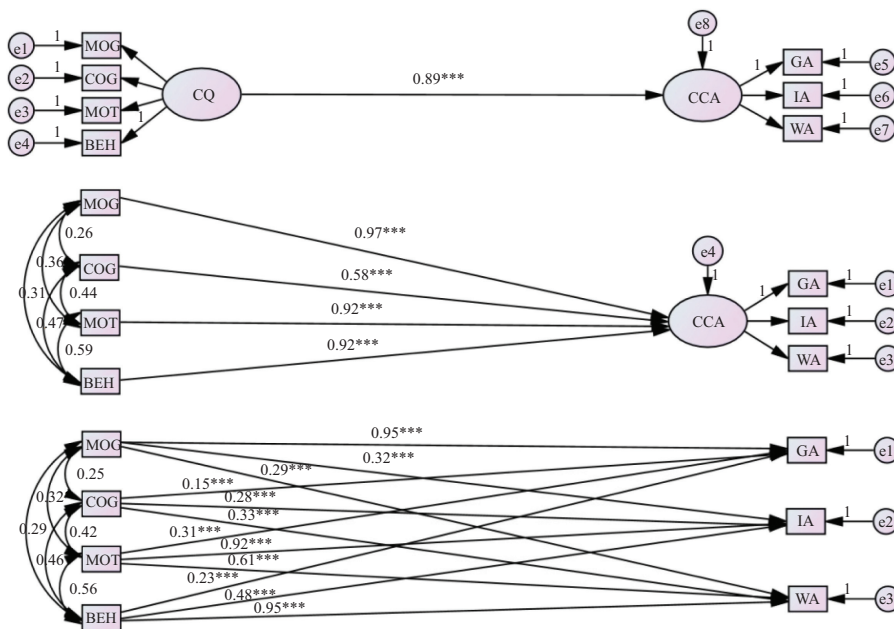 e8
e1 1 MOG
1
GA 1 e5
e2 1 COG
CQ
0.89***
CCA
1
IA 1 e6
e3 1 MOT
1
WA 1 e7
e4 1 BEH
MOG
0.26
0.97***
e4
0.36
COG
0.58***
1
GA 1 e1
0.31
0.44
1
0.47
MOT
0.92***
CCA
IA 1 e2
0.59
0.92***
WA 1 e3
BEH
MOG
0.95***
GA 1 e1
0.25
0.29***
0.32***
0.32
COG
0.15***
0.28***
0.33***
0.29
0.42
0.31***
IA 1 e2
0.46
MOT
0.92***
0.61***
0.56
0.23***
0.48***
WA 1 e3
BEH
0.95***